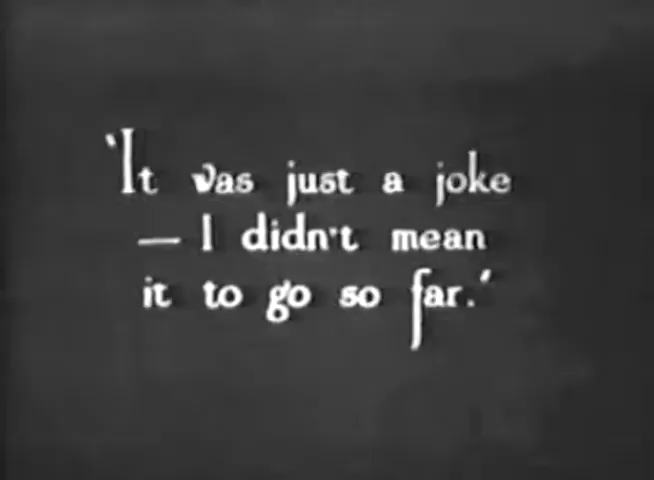 'It was just a joke
— I didn't mean
it to go so far.'